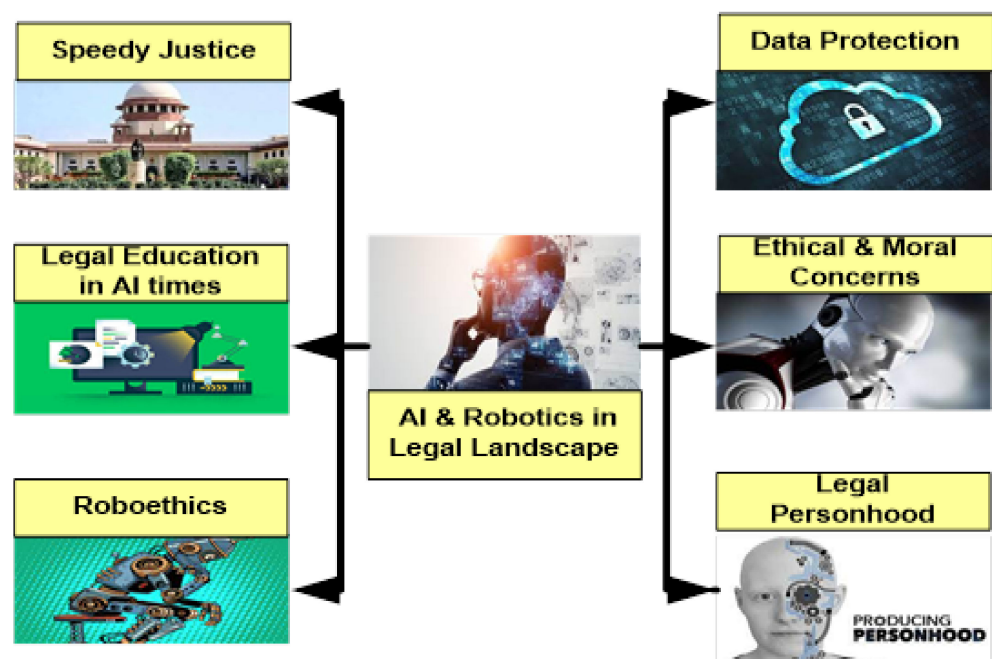 Speedy Justice
Legal Education
in AI times
Roboethics
AI & Robotics in
Legal Landscape
Data Protection
Ethical & Moral
Concerns
Legal
Personhood
PRODUCING
PERSONHOOD